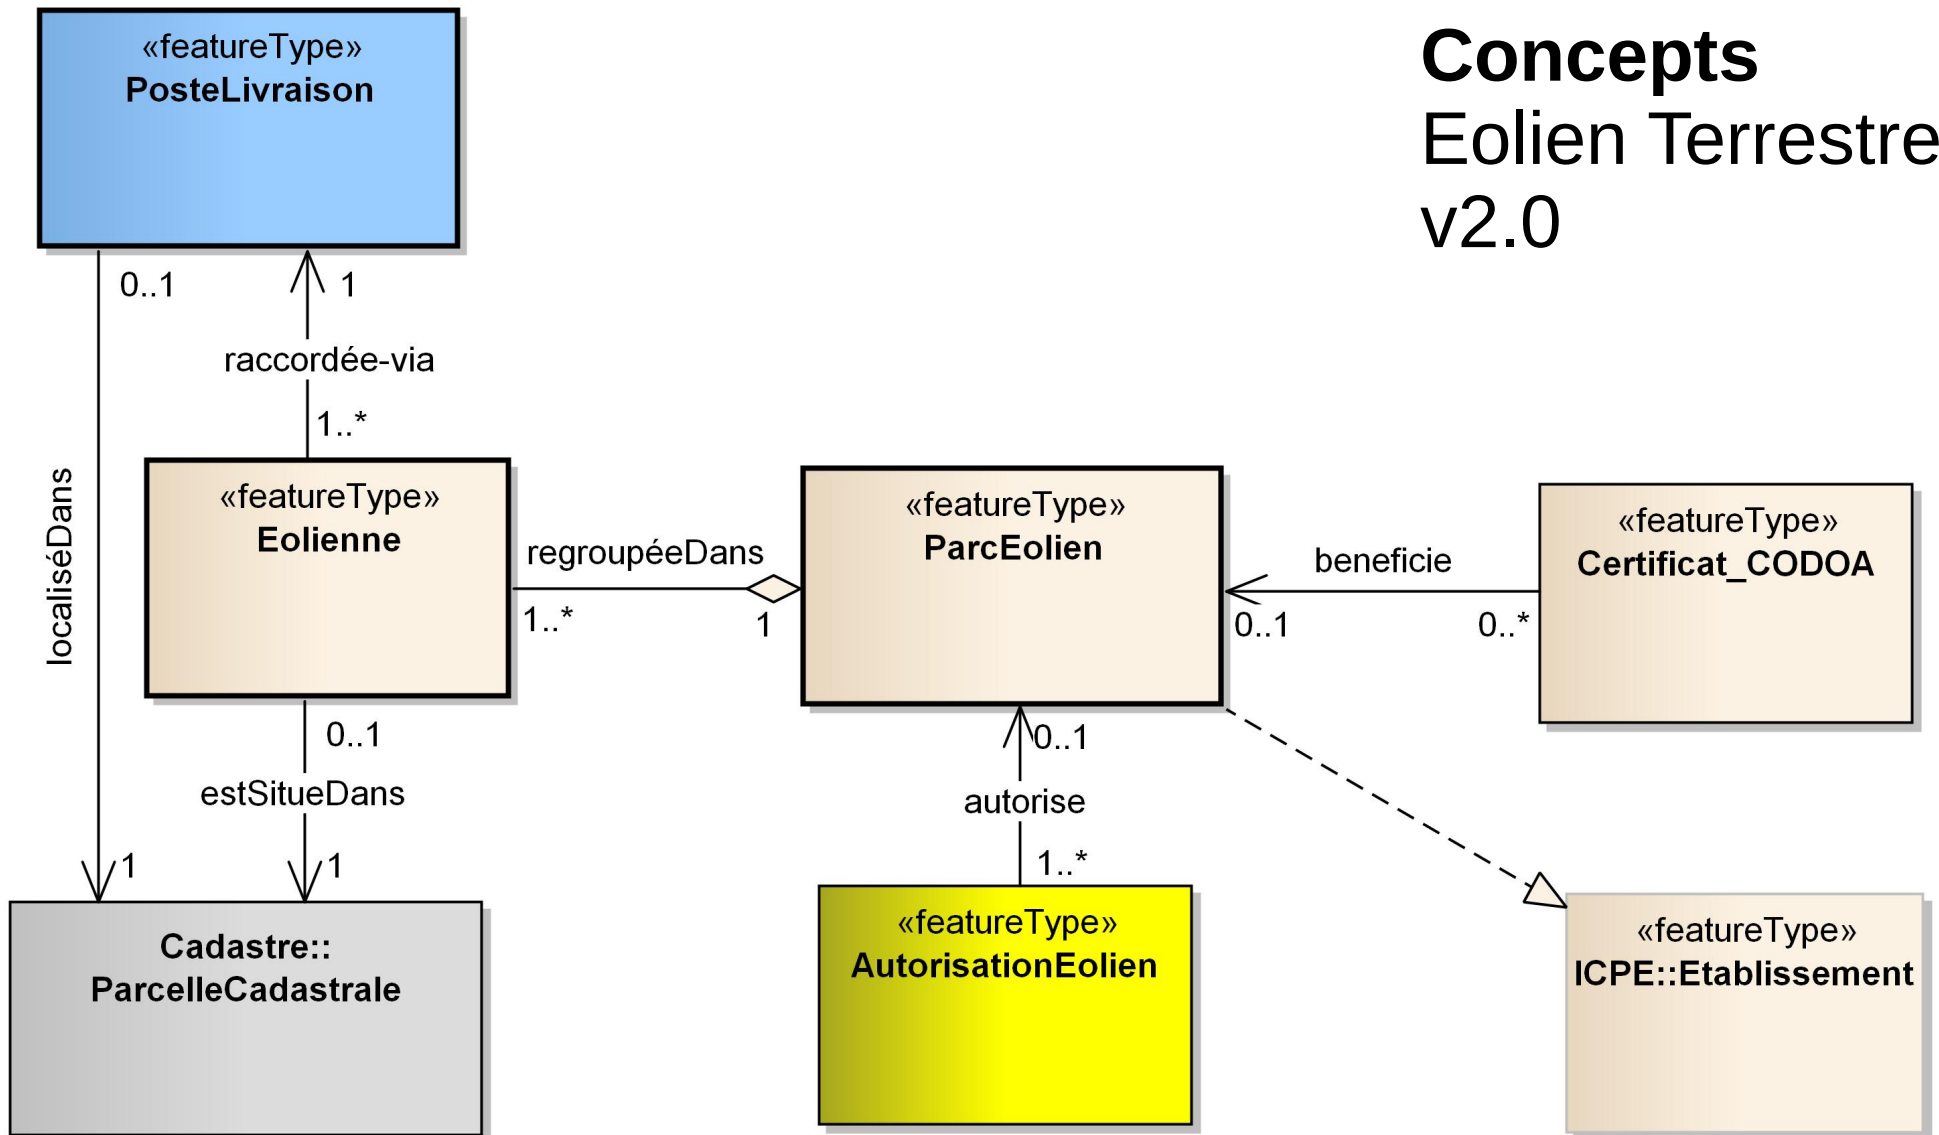 «featureType»
PosteLivraison
Concepts
Eolien Terrestre
v2.0
0..1
1
raccordée-via
1..*
localiséDans
«featureType»
Eolienne
regroupéeDans
1..*
1
«featureType»
ParcEolien
beneficie
0..1
0..*
«featureType»
Certificat_CODOA
0..1
estSitueDans
1
1
0..1
autorise
1..*
Cadastre::
ParcelleCadastrale
«featureType»
AutorisationEolien
«featureType»
ICPE::Etablissement